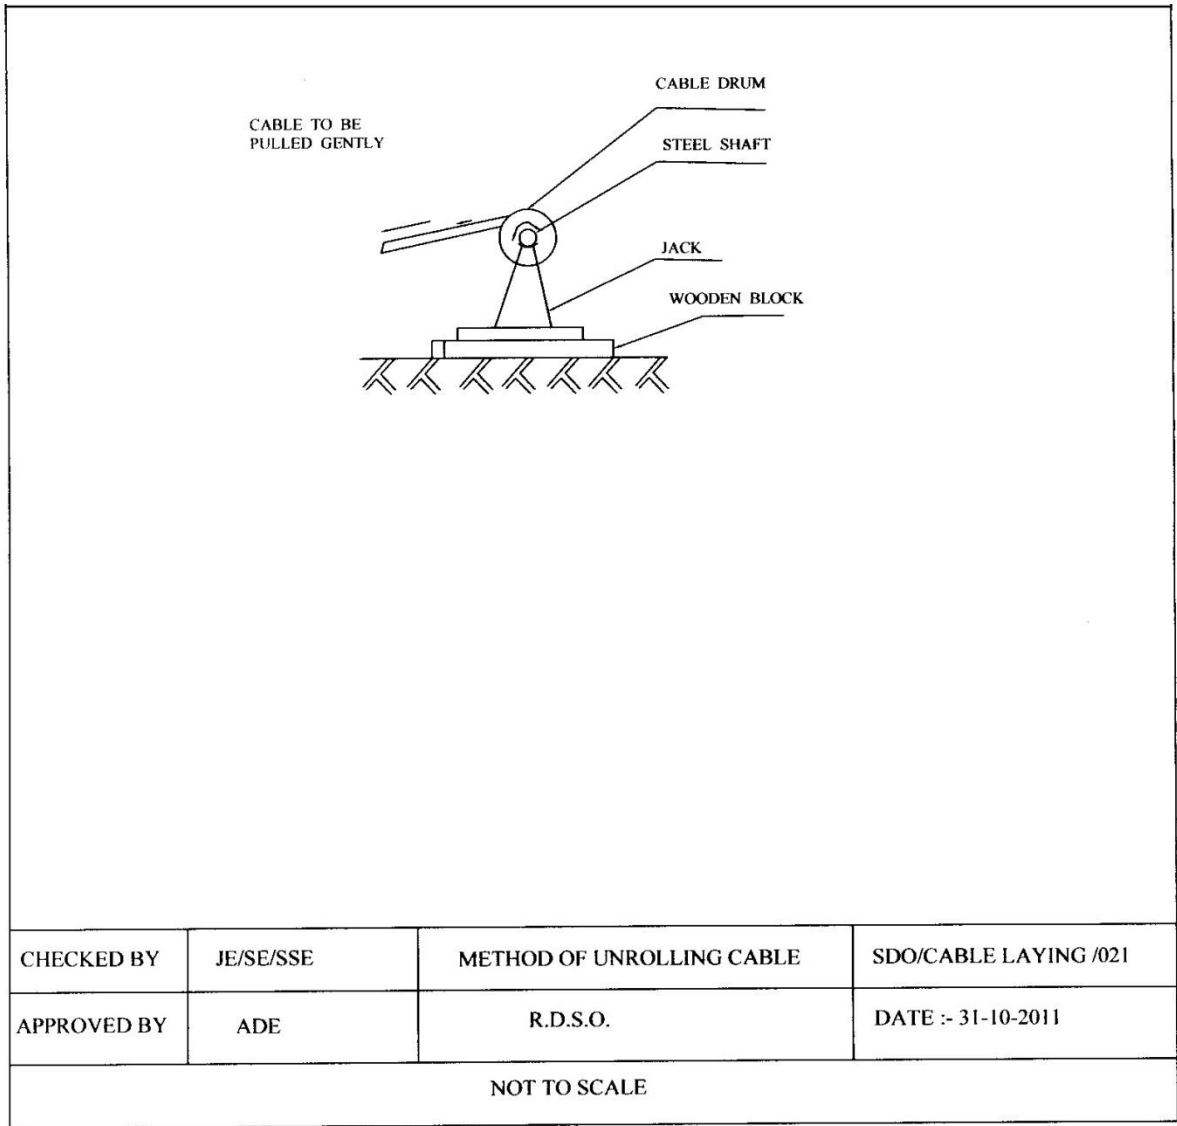 CABLE DRUM
CABLE TO BE
PULLED GENTLY
STEEL SHAFT
JACK
WOODEN BLOCK
CHECKED BY JE/SE/SSE METHOD OF UNROLLING CABLE SDO/CABLE LAYING /021
APPROVED BY ADE R.D.S.O. DATE :- 31-10-2011
NOT TO SCALE